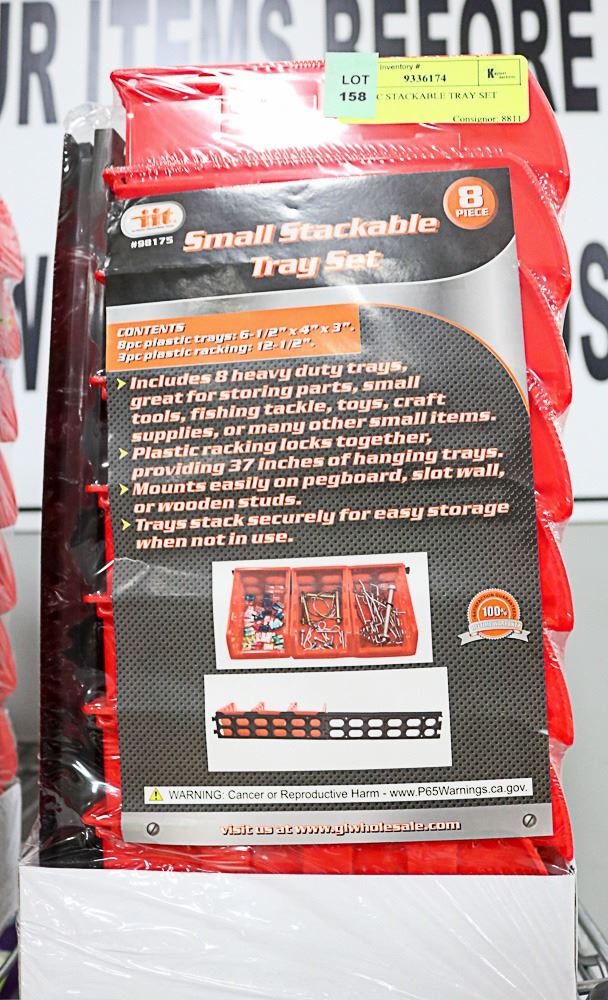 UR ITEMS BEFORE
LOT
158
Inventory #:
9336174
C STACKABLE TRAY SET
Consignor: 8811
iit
#98175
8
PIECE
Small Stackable
Tray Set
CONTENTS
8pc plastic trays: 6-1/2" x 4" x 3".
3pc plastic racking: 12-1/2".
Includes 8 heavy duty trays,
great for storing parts, small
tools, fishing tackle, toys, craft
supplies, or many other small items.
Plastic racking locks together,
providing 37 inches of hanging trays.
Mounts easily on pegboard, slot wall,
or wooden studs.
Trays stack securely for easy storage
when not in use.
100%
WARNING: Cancer or Reproductive Harm - www.P65Warnings.ca.gov.
visit us at www.giwholesale.com